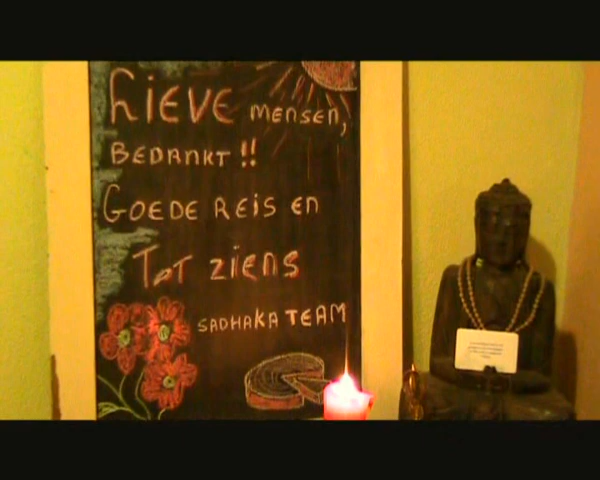 LIEVE mensen,
BEDANKT !!
GOEDE REIS En
Tot ziens
SADHAKA TEAM